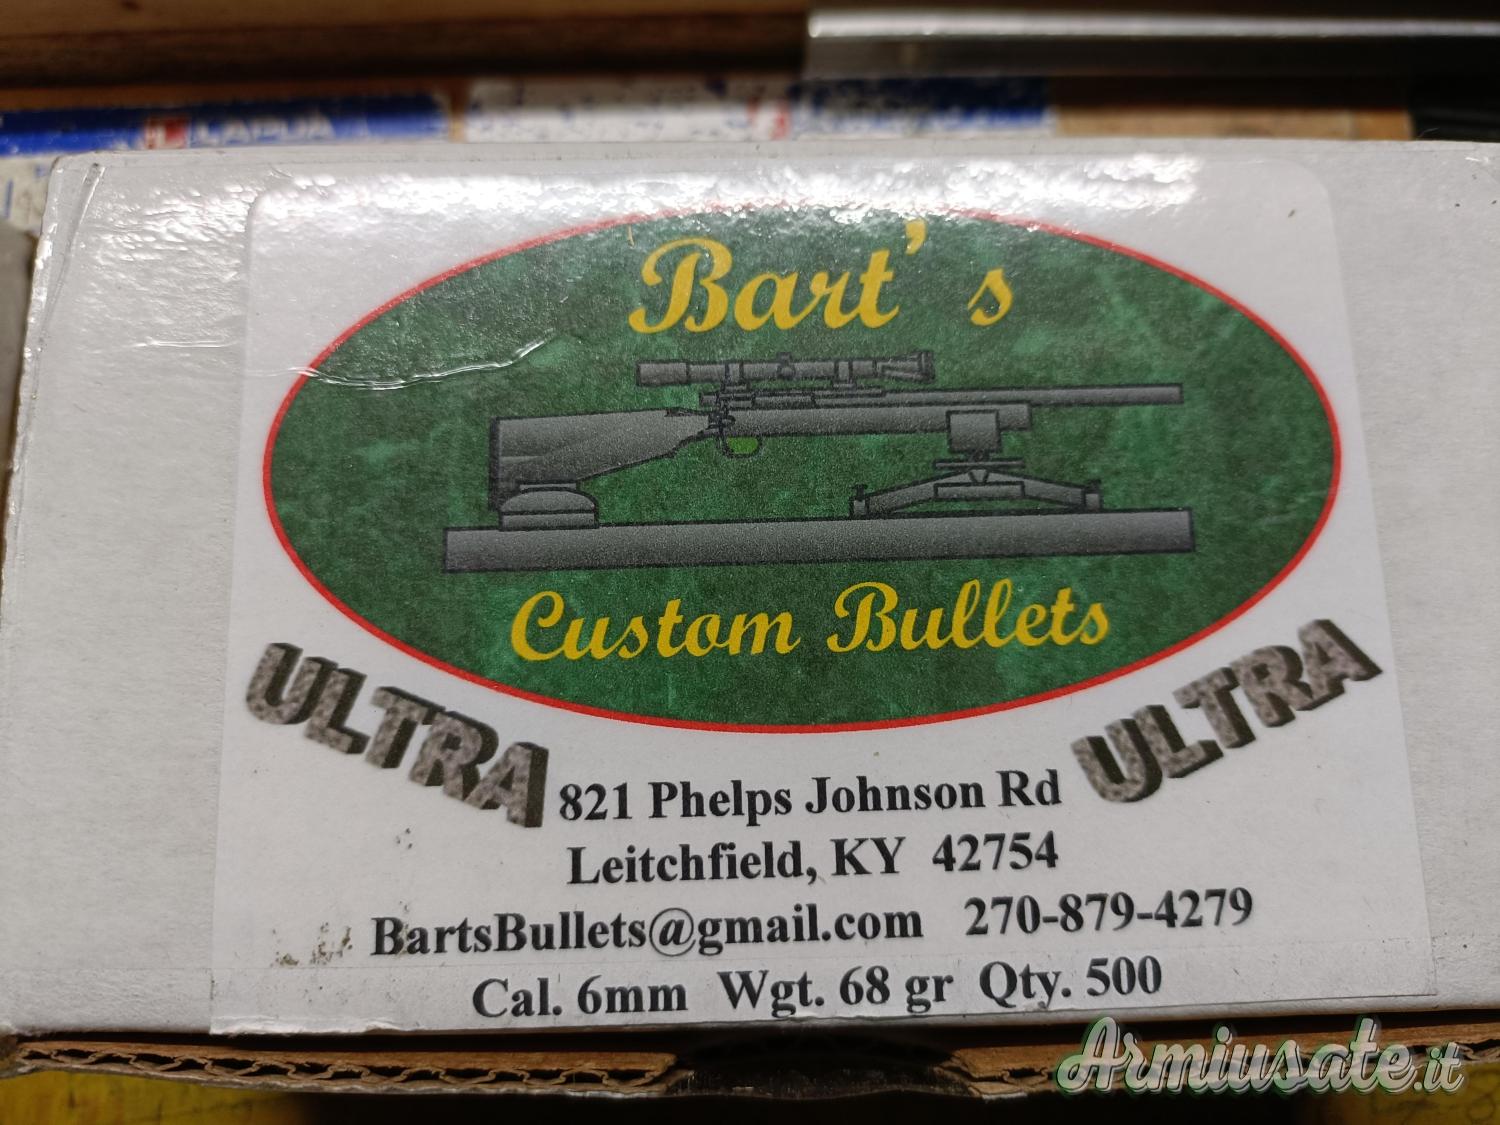 LAPUA
Bart's
Custom Bullets
ULTRA
ULTRA
821 Phelps Johnson Rd
Leitchfield, KY 42754
BartsBullets@gmail.com 270-879-4279
Cal. 6mm Wgt. 68 gr Qty. 500
Armiusate.it